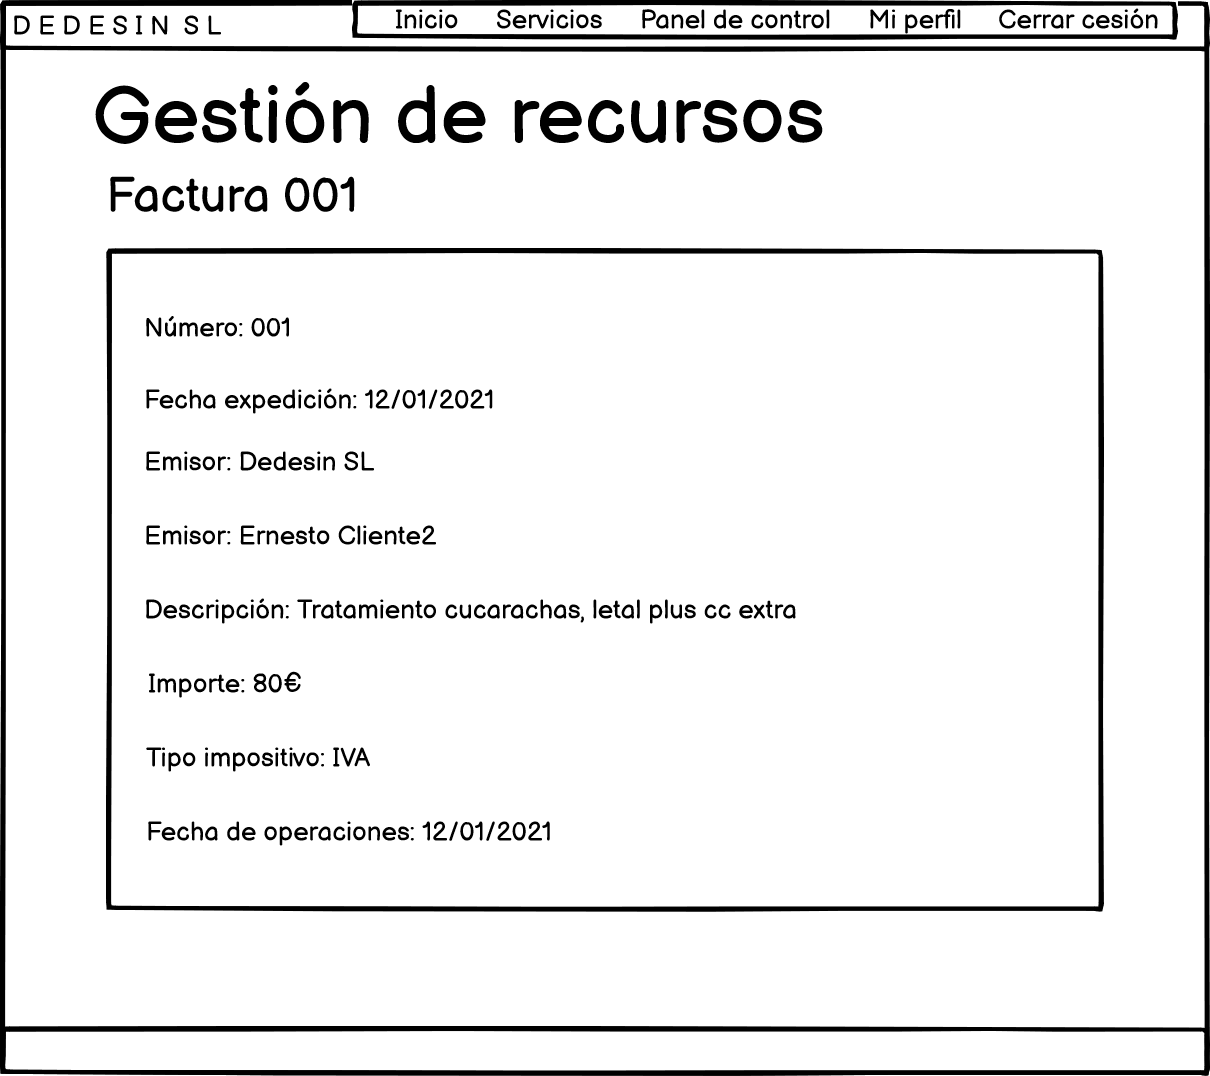 DEDESIN SL
Inicio Servicios Panel de control Mi perfil Cerrar cesión
Gestión de recursos
Factura 001
Número: 001
Fecha expedición: 12/01/2021
Emisor: Dedesin SL
Emisor: Ernesto Cliente2
Descripción: Tratamiento cucarachas, letal plus cc extra
Importe: 80€
Tipo impositivo: IVA
Fecha de operaciones: 12/01/2021